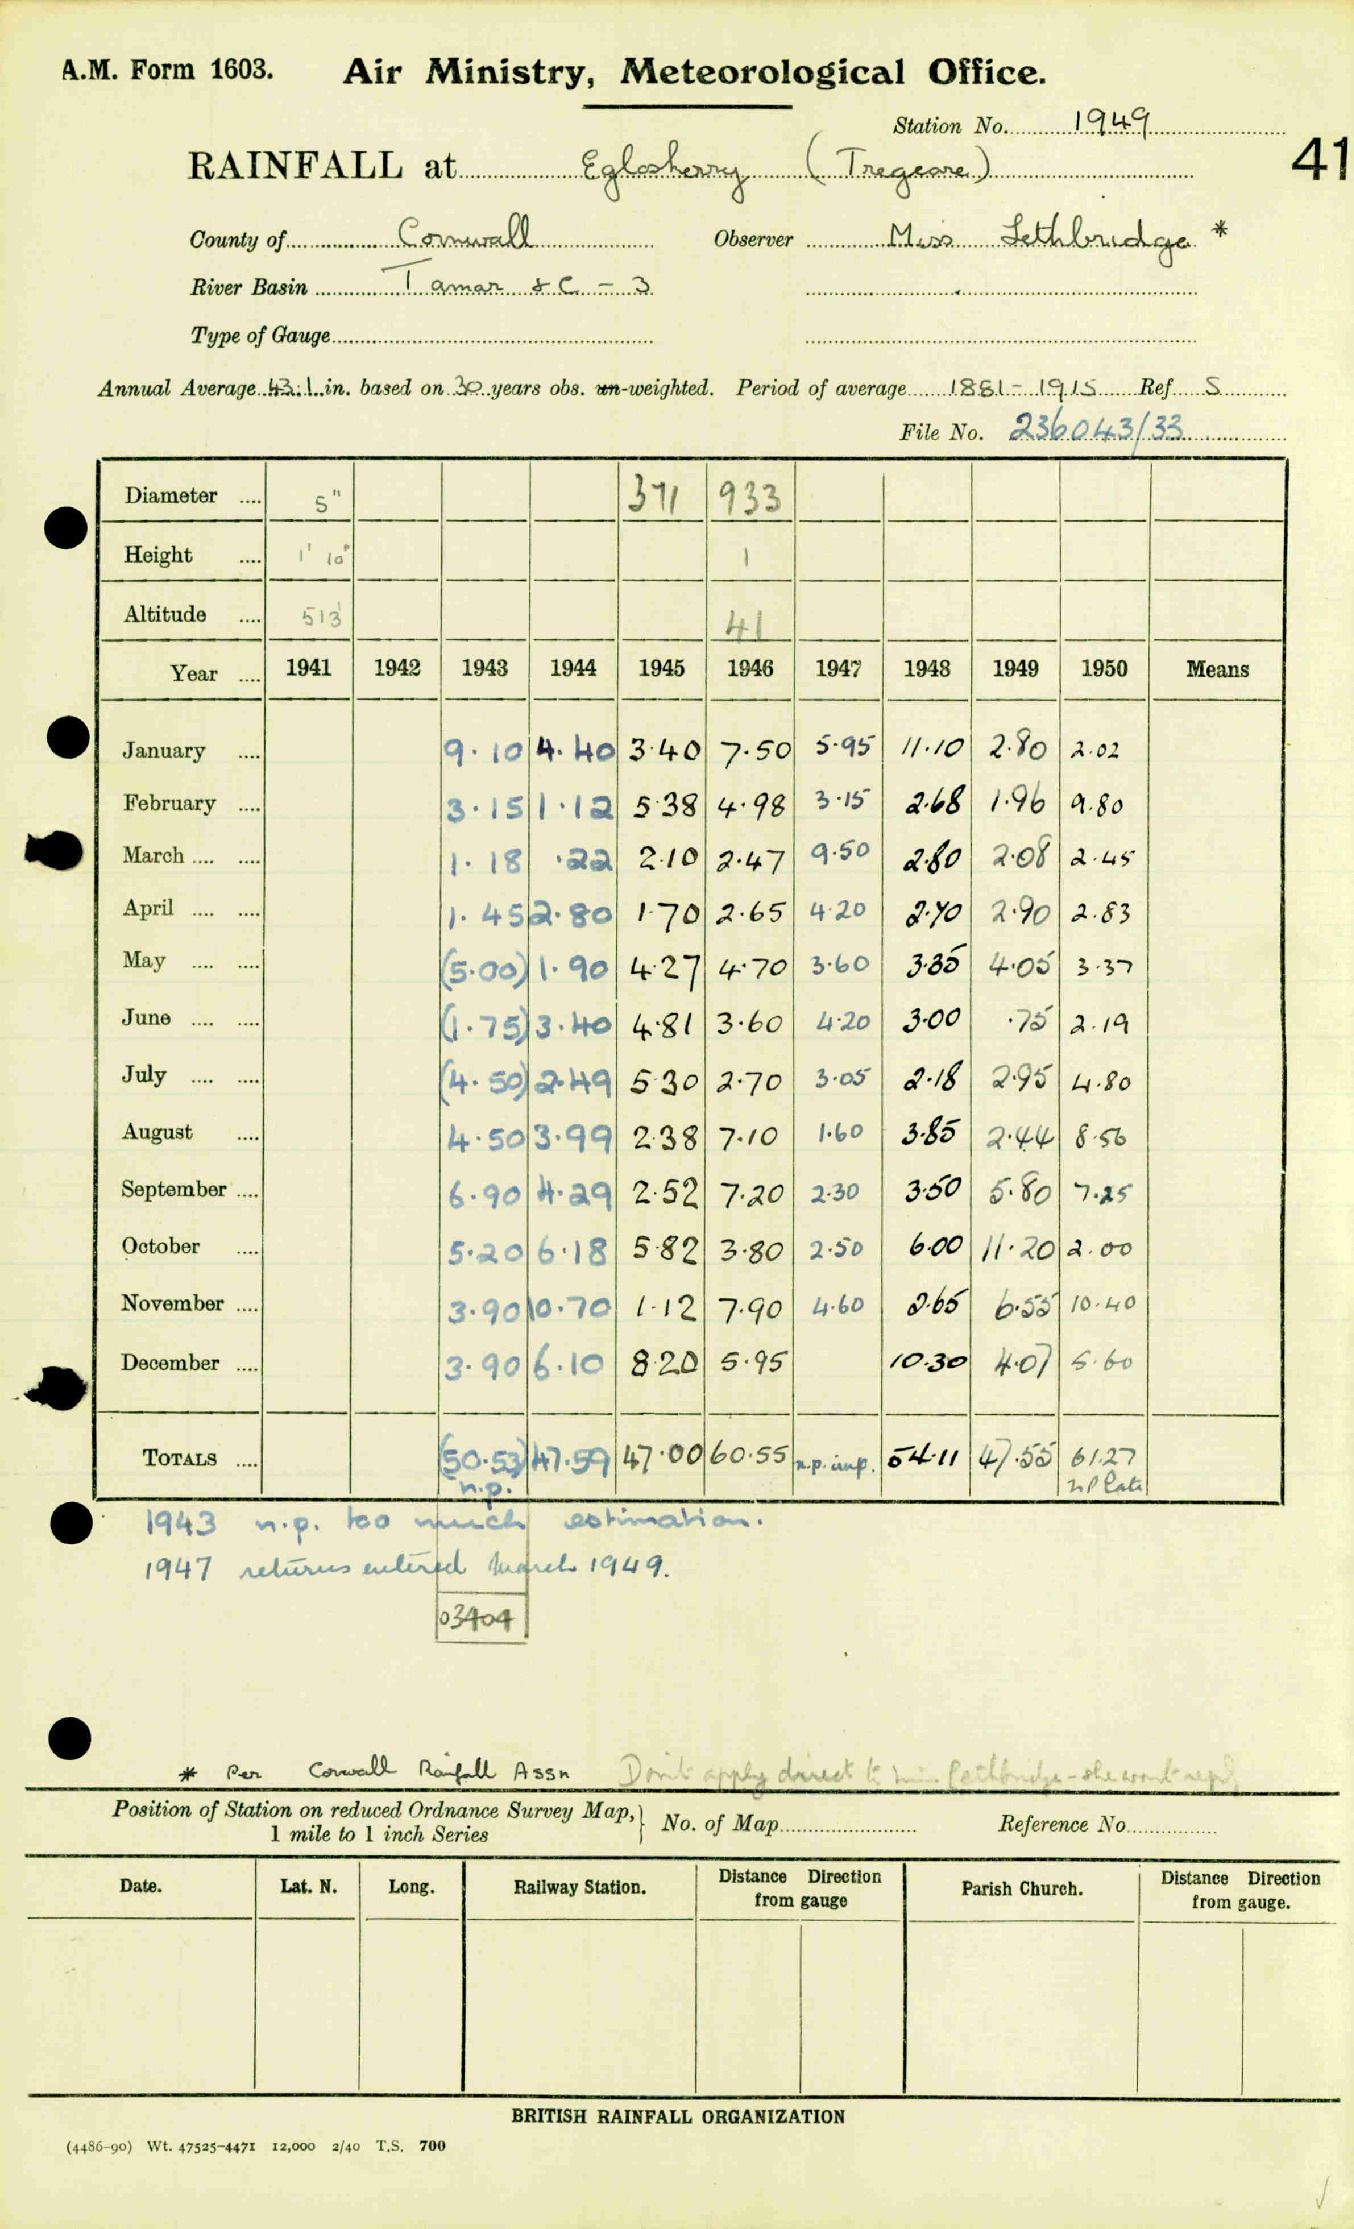 A.M. Form 1603. Air Ministry, Meteorological Office.
Station No. 1949
41
RAINFALL at Egloskerry (Tregeare)
County of Cornwall Observer Miss Lethbridge *
River Basin Tamar &c - 3
Type of Gauge
Annual Average 43.1 in. based on 30 years obs. un-weighted. Period of average 1881-1915 Ref S
File No. 236043/33
Diameter .... 5" 371 933
Height .... 1' 10" 1
Altitude .... 513' 41
Year .... 1941 1942 1943 1944 1945 1946 1947 1948 1949 1950 Means
January .... 9.10 4.40 3.40 7.50 5.95 11.10 2.80 2.02
February .... 3.15 1.12 5.38 4.98 3.15 2.68 1.96 9.80
March .... .... 1.18 .22 2.10 2.47 9.50 2.80 2.08 2.45
April .... .... 1.45 2.80 1.70 2.65 4.20 2.70 2.90 2.83
May .... .... (5.00) 1.90 4.27 4.70 3.60 3.35 4.05 3.37
June .... .... (1.75) 3.40 4.81 3.60 4.20 3.00 .75 2.19
July .... .... (4.50) 2.49 5.30 2.70 3.05 2.18 2.95 4.80
August .... 4.50 3.99 2.38 7.10 1.60 3.85 2.44 8.56
September .... 6.90 4.29 2.52 7.20 2.30 3.50 5.80 7.25
October .... 5.20 6.18 5.82 3.80 2.50 6.00 11.20 2.00
November .... 3.90 10.70 1.12 7.90 4.60 2.65 6.55 10.40
December .... 3.90 6.10 8.20 5.95 10.30 4.07 5.60
TOTALS .... (50.53) 47.59 47.00 60.55 n.p. inp. 54.11 47.55 61.27
n.p. n P late
1943 n.p. too much estimation.
1947 returns entered March 1949.
03404
* Per Cornwall Rainfall Assn Don't apply direct to Miss Lethbridge - she wont reply
Position of Station on reduced Ordnance Survey Map, 1 mile to 1 inch Series } No. of Map Reference No.
Date. Lat. N. Long. Railway Station. Distance Direction from gauge Parish Church. Distance Direction from gauge.
BRITISH RAINFALL ORGANIZATION
(4486-90) Wt. 47525-4471 12,000 2/40 T.S. 700